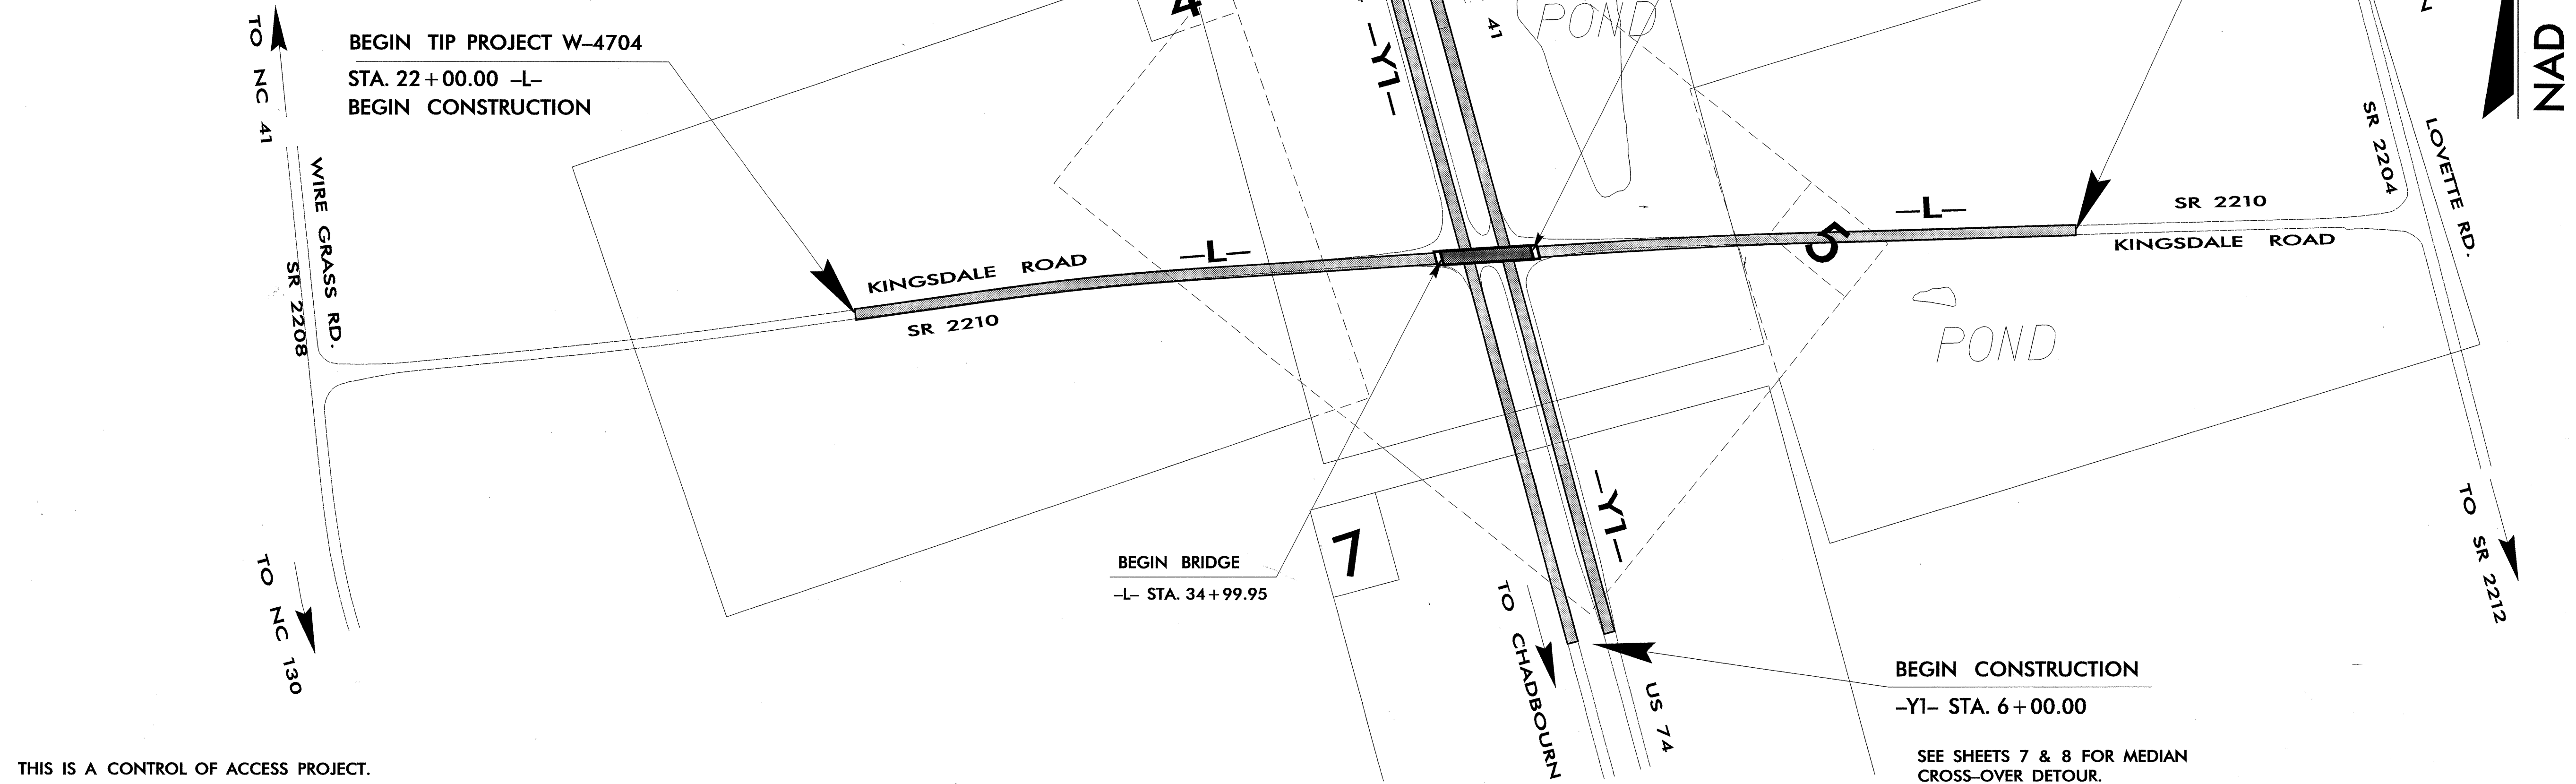 TO NC 41
BEGIN TIP PROJECT W–4704
STA. 22+00.00 –L–
BEGIN CONSTRUCTION
WIRE GRASS RD.
SR 2208
TO NC 130
KINGSDALE ROAD
SR 2210
–L–
4
–Y1–
41
POND
–L–
5
SR 2210
KINGSDALE ROAD
SR 2204
LOVETTE RD.
NAD
POND
TO SR 2212
BEGIN BRIDGE
–L– STA. 34+99.95
7
–Y1–
TO CHADBOURN
US 74
BEGIN CONSTRUCTION
–Y1– STA. 6+00.00
SEE SHEETS 7 & 8 FOR MEDIAN
CROSS–OVER DETOUR.
THIS IS A CONTROL OF ACCESS PROJECT.